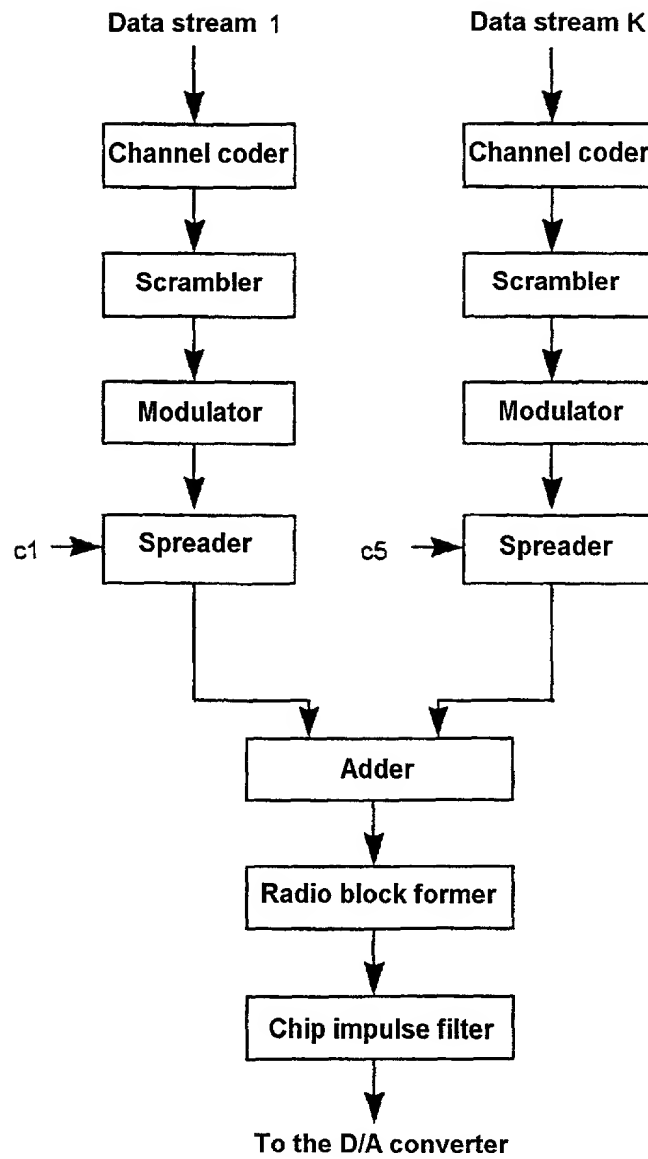 Data stream 1
Data stream K
Channel coder
Channel coder
Scrambler
Scrambler
Modulator
Modulator
c1
Spreader
c5
Spreader
Adder
Radio block former
Chip impulse filter
To the D/A converter